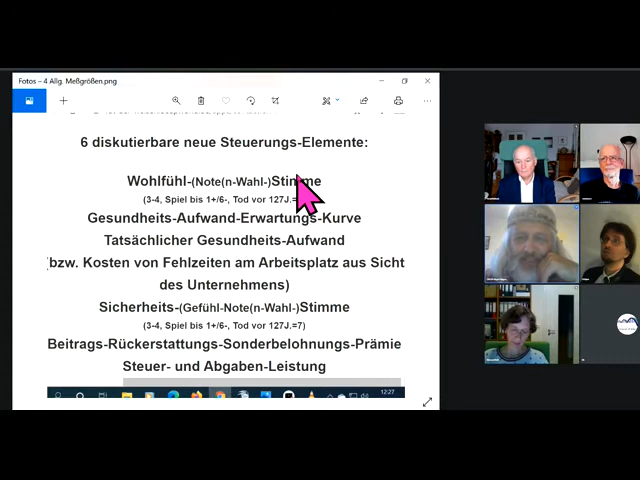 Fotos – 4 Allg. Meßgrößen.png
6 diskutierbare neue Steuerungs-Elemente:
Wohlfühl-(Note(n-Wahl-)Stimme
(3-4, Spiel bis 1+/6-, Tod vor 127J.=
Gesundheits-Aufwand-Erwartungs-Kurve
Tatsächlicher Gesundheits-Aufwand
(bzw. Kosten von Fehlzeiten am Arbeitsplatz aus Sicht
des Unternehmens)
Sicherheits-(Gefühl-Note(n-Wahl-)Stimme
(3-4, Spiel bis 1+/6-, Tod vor 127J.=7)
Beitrags-Rückerstattungs-Sonderbelohnungs-Prämie
Steuer- und Abgaben-Leistung
12:27